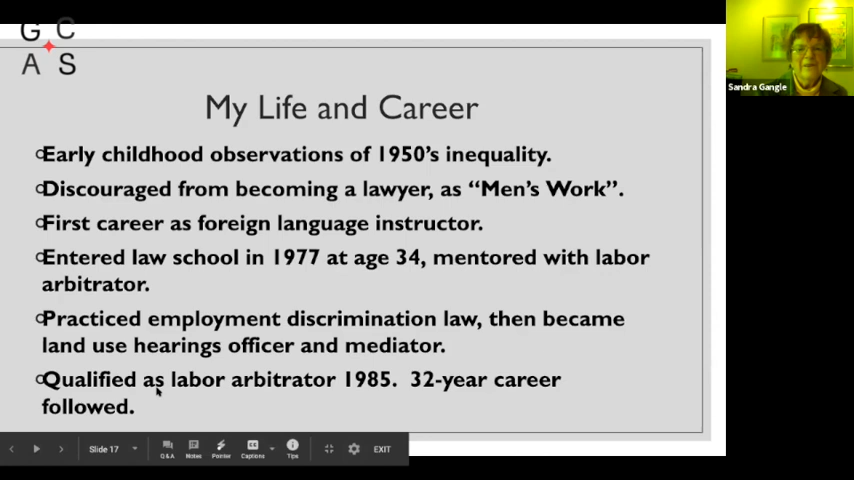 G C
A S
Sandra Gangle
My Life and Career
Early childhood observations of 1950's inequality.
Discouraged from becoming a lawyer, as “Men's Work”.
First career as foreign language instructor.
Entered law school in 1977 at age 34, mentored with labor
arbitrator.
Practiced employment discrimination law, then became
land use hearings officer and mediator.
Qualified as labor arbitrator 1985. 32-year career
followed.
Slide 17
Q&A Notes Pointer Captions Tips EXIT